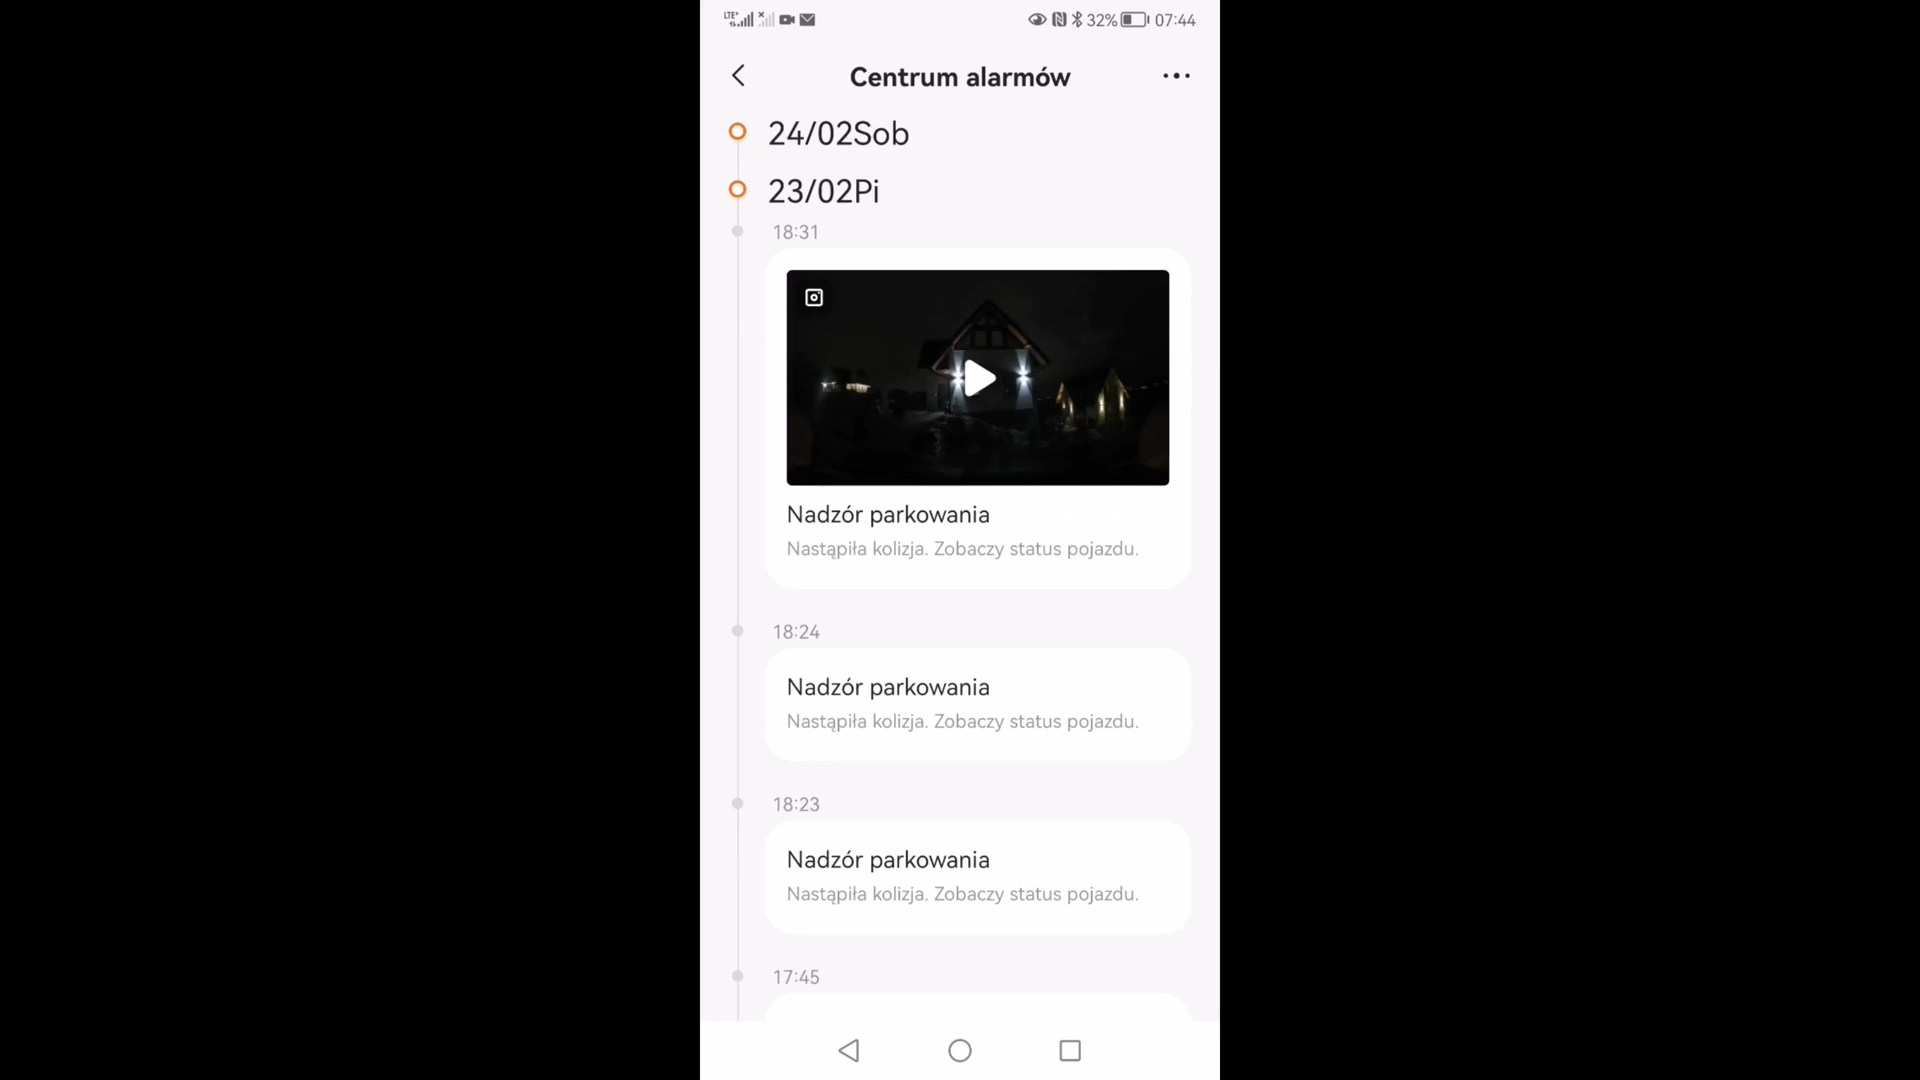 LTE+ 32% 07:44
Centrum alarmów
24/02Sob
23/02Pi
18:31
Nadzór parkowania
Nastąpiła kolizja. Zobaczy status pojazdu.
18:24
Nadzór parkowania
Nastąpiła kolizja. Zobaczy status pojazdu.
18:23
Nadzór parkowania
Nastąpiła kolizja. Zobaczy status pojazdu.
17:45